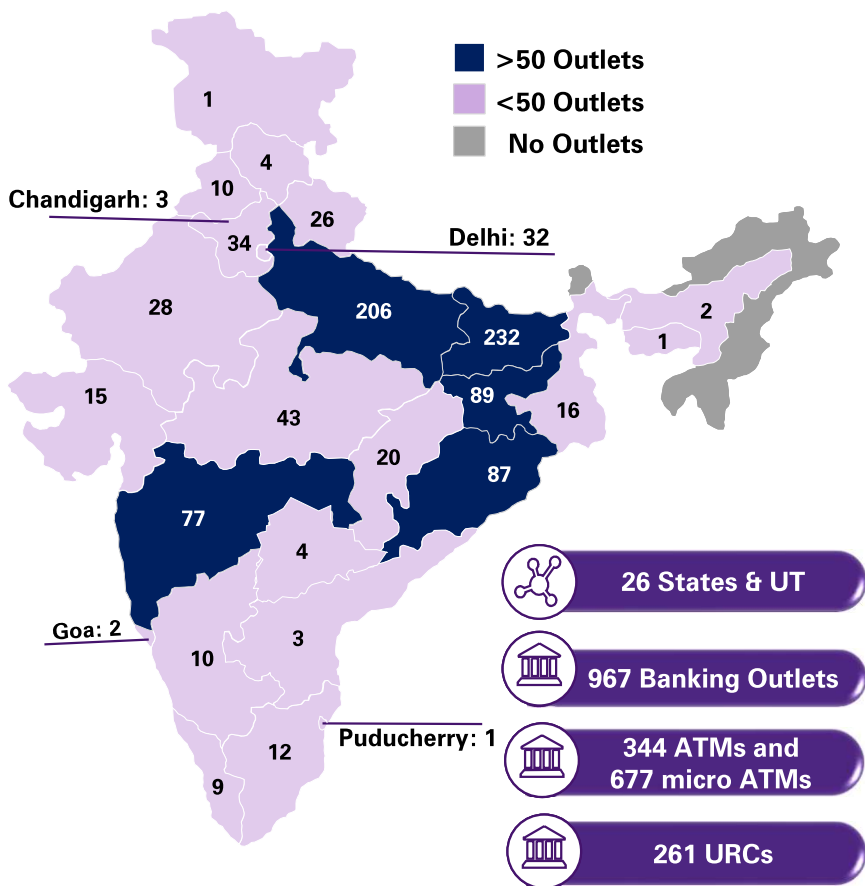 >50 Outlets
<50 Outlets
No Outlets
1
4
10
Chandigarh: 3
26
34
Delhi: 32
28
206
2
232
1
15
89
43
16
20
87
77
4
26 States & UT
Goa: 2
10
3
967 Banking Outlets
Puducherry: 1
12
344 ATMs and
677 micro ATMs
9
261 URCs